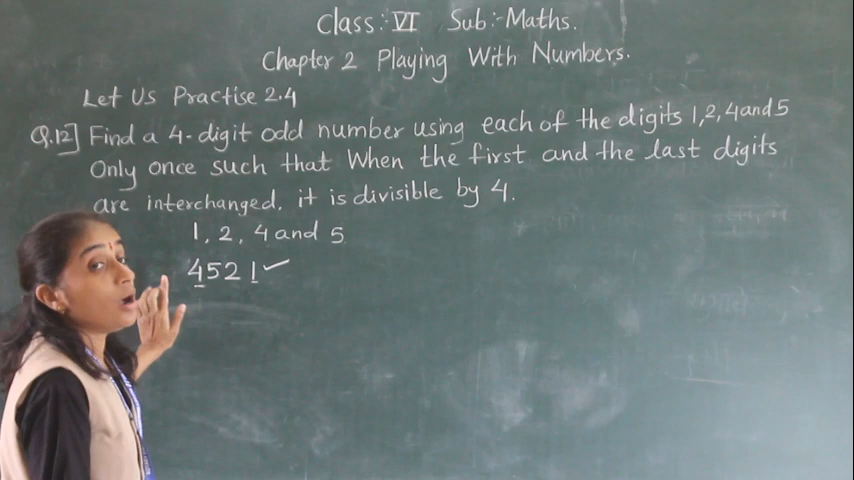 Class:- VI Sub:- Maths.
Chapter 2 Playing With Numbers.
Let Us Practise 2.4
Q.12] Find a 4-digit odd number using each of the digits 1,2,4 and 5
Only once such that When the first and the last digits
are interchanged, it is divisible by 4.
1, 2, 4 and 5
4521 ✓